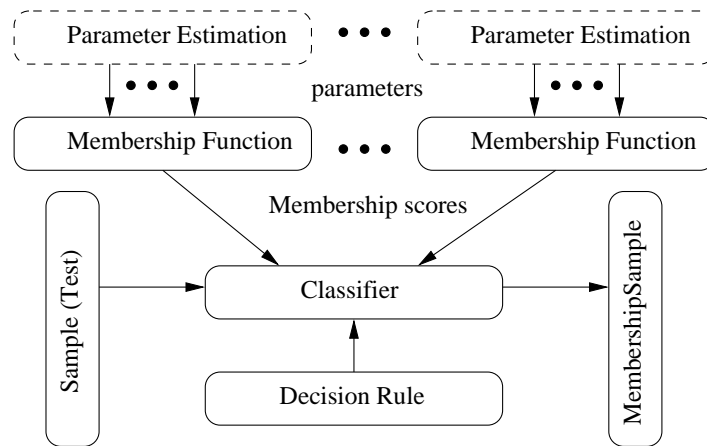 Parameter Estimation
Parameter Estimation
parameters
Membership Function
Membership Function
Membership scores
Sample (Test)
Classifier
MembershipSample
Decision Rule